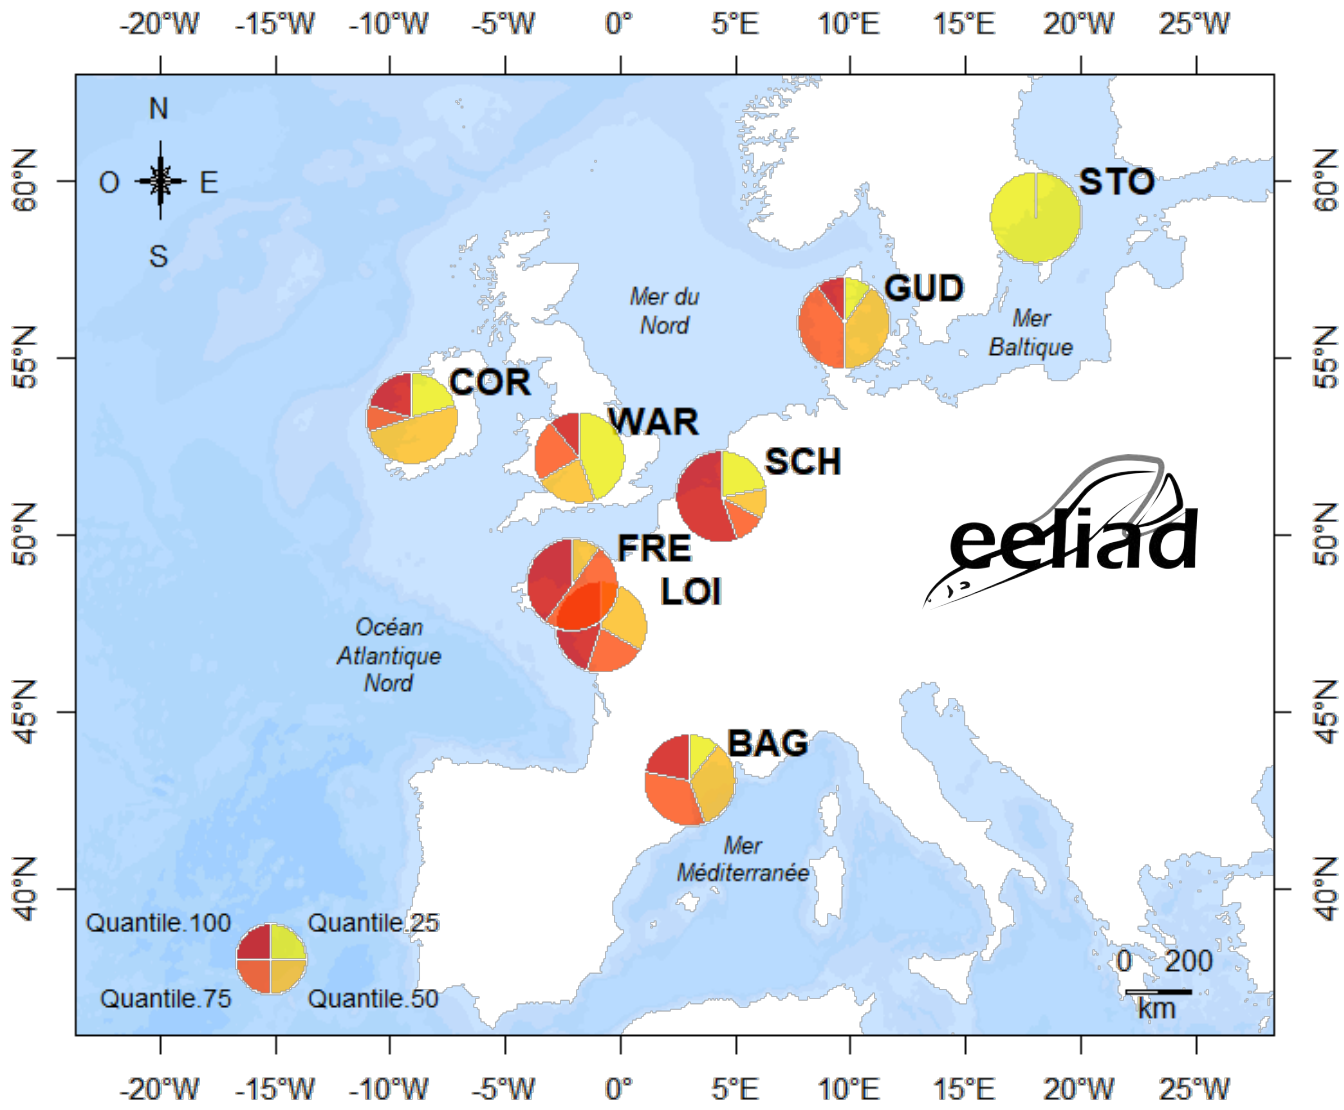 -20°W -15°W -10°W -5°W 0° 5°E 10°E 15°E 20°W 25°W
N
60°N O E STO 60°N
S
GUD
Mer du
Nord
Mer
Baltique
55°N 55°N
COR
WAR
SCH
50°N eeliad 50°N
FRE
LOI
Océan
Atlantique
Nord
45°N 45°N
BAG
Mer
Méditerranée
40°N 40°N
Quantile.100 Quantile.25
0 200
Quantile.75 Quantile.50
km
-20°W -15°W -10°W -5°W 0° 5°E 10°E 15°E 20°W 25°W